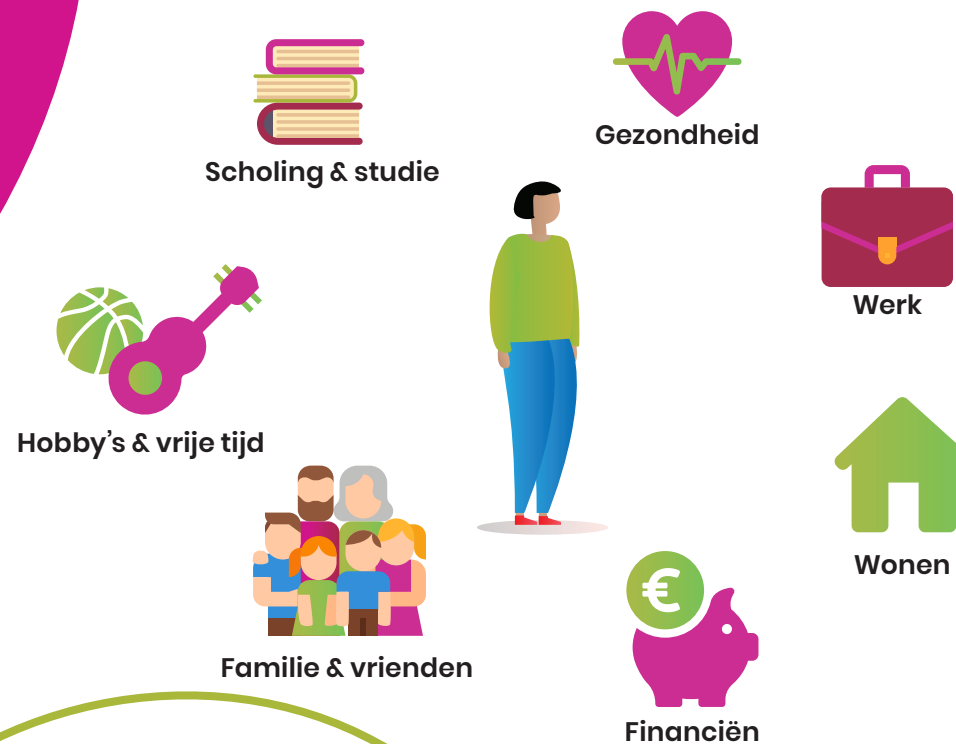 Gezondheid
Scholing & studie
Werk
Hobby's & vrije tijd
€
Wonen
Familie & vrienden
Financiën